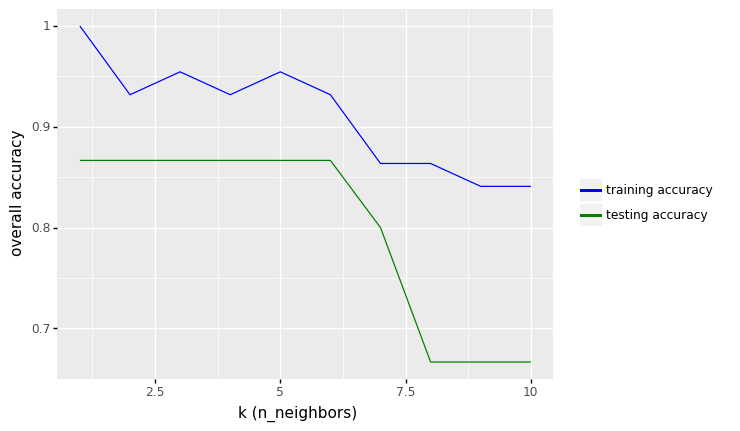 1
0.9
0.8
0.7
overall accuracy
2.5
5
7.5
10
k (n_neighbors)
training accuracy
testing accuracy